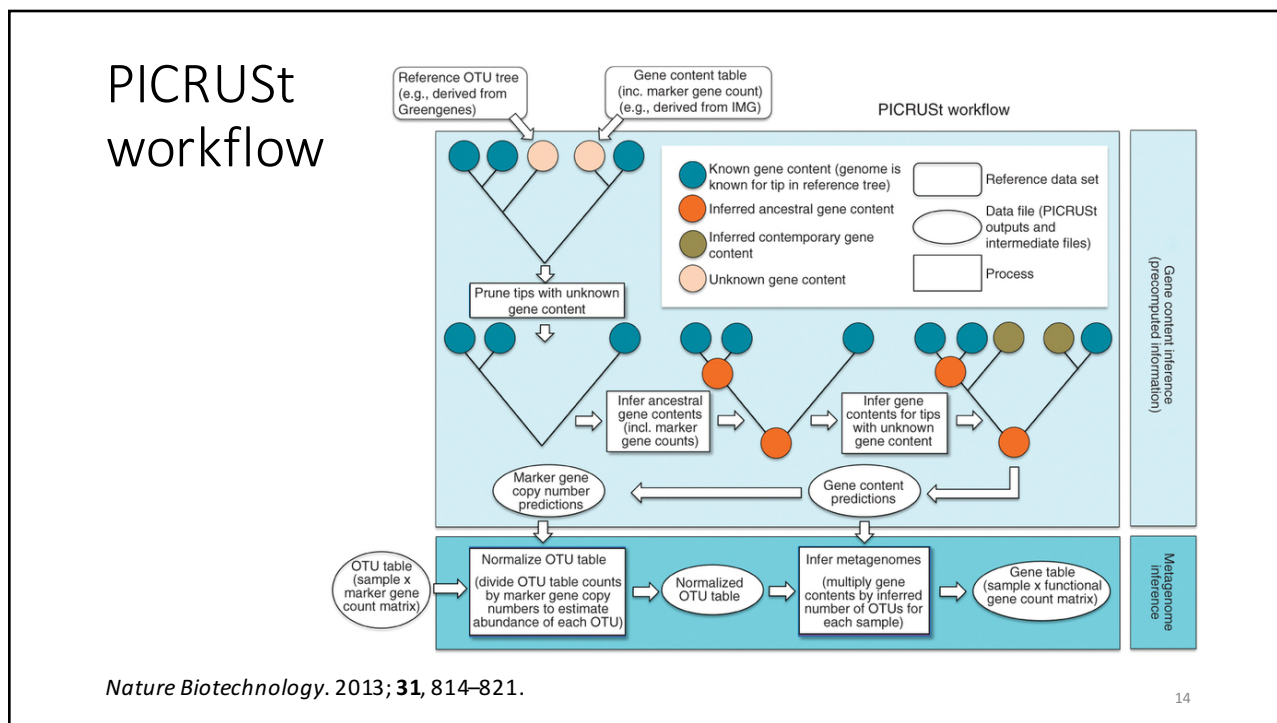 PICRUSt
workflow
Reference OTU tree
(e.g., derived from
Greengenes)
Gene content table
(inc. marker gene count)
(e.g., derived from IMG)
PICRUSt workflow
Known gene content (genome is
known for tip in reference tree)
Inferred ancestral gene content
Inferred contemporary gene
content
Unknown gene content
Reference data set
Data file (PICRUSt
outputs and
intermediate files)
Process
Prune tips with unknown
gene content
Infer ancestral
gene contents
(incl. marker
gene counts)
Infer gene
contents for tips
with unknown
gene content
Marker gene
copy number
predictions
Gene content
predictions
Gene content inference
(precomputed information)
OTU table
(sample x
marker gene
count matrix)
Normalize OTU table
(divide OTU table counts
by marker gene copy
numbers to estimate
abundance of each OTU)
Normalized
OTU table
Infer metagenomes
(multiply gene
contents by inferred
number of OTUs for
each sample)
Gene table
(sample x functional
gene count matrix)
Metagenome
inference
Nature Biotechnology. 2013; 31, 814–821.
14